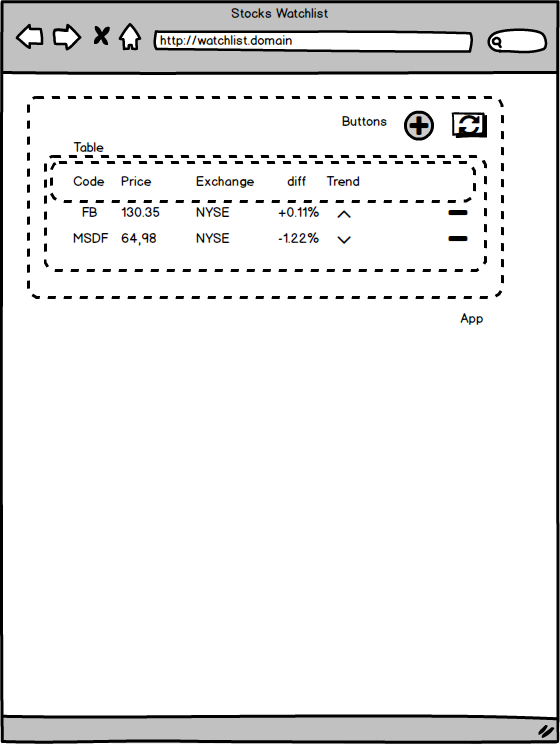 Stocks Watchlist
http://watchlist.domain
Buttons
Table
Code Price Exchange diff Trend
FB 130.35 NYSE +0.11%
MSDF 64,98 NYSE -1.22%
App